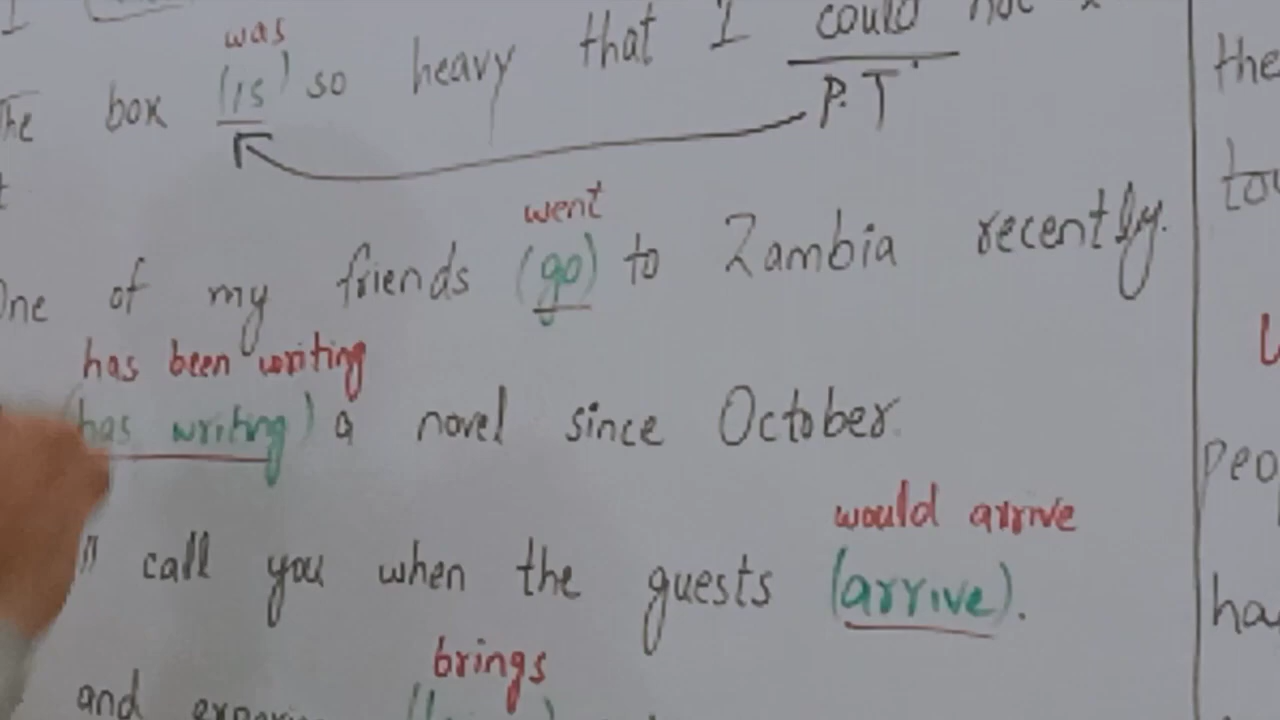 I
was
The box (is) so heavy that I could not
P.T
went
One of my friends (go) to Zambia recently.
has been writing
(has writing) a novel since October.
would arrive
'll call you when the guests (arrive).
brings
and
the
peo
ha